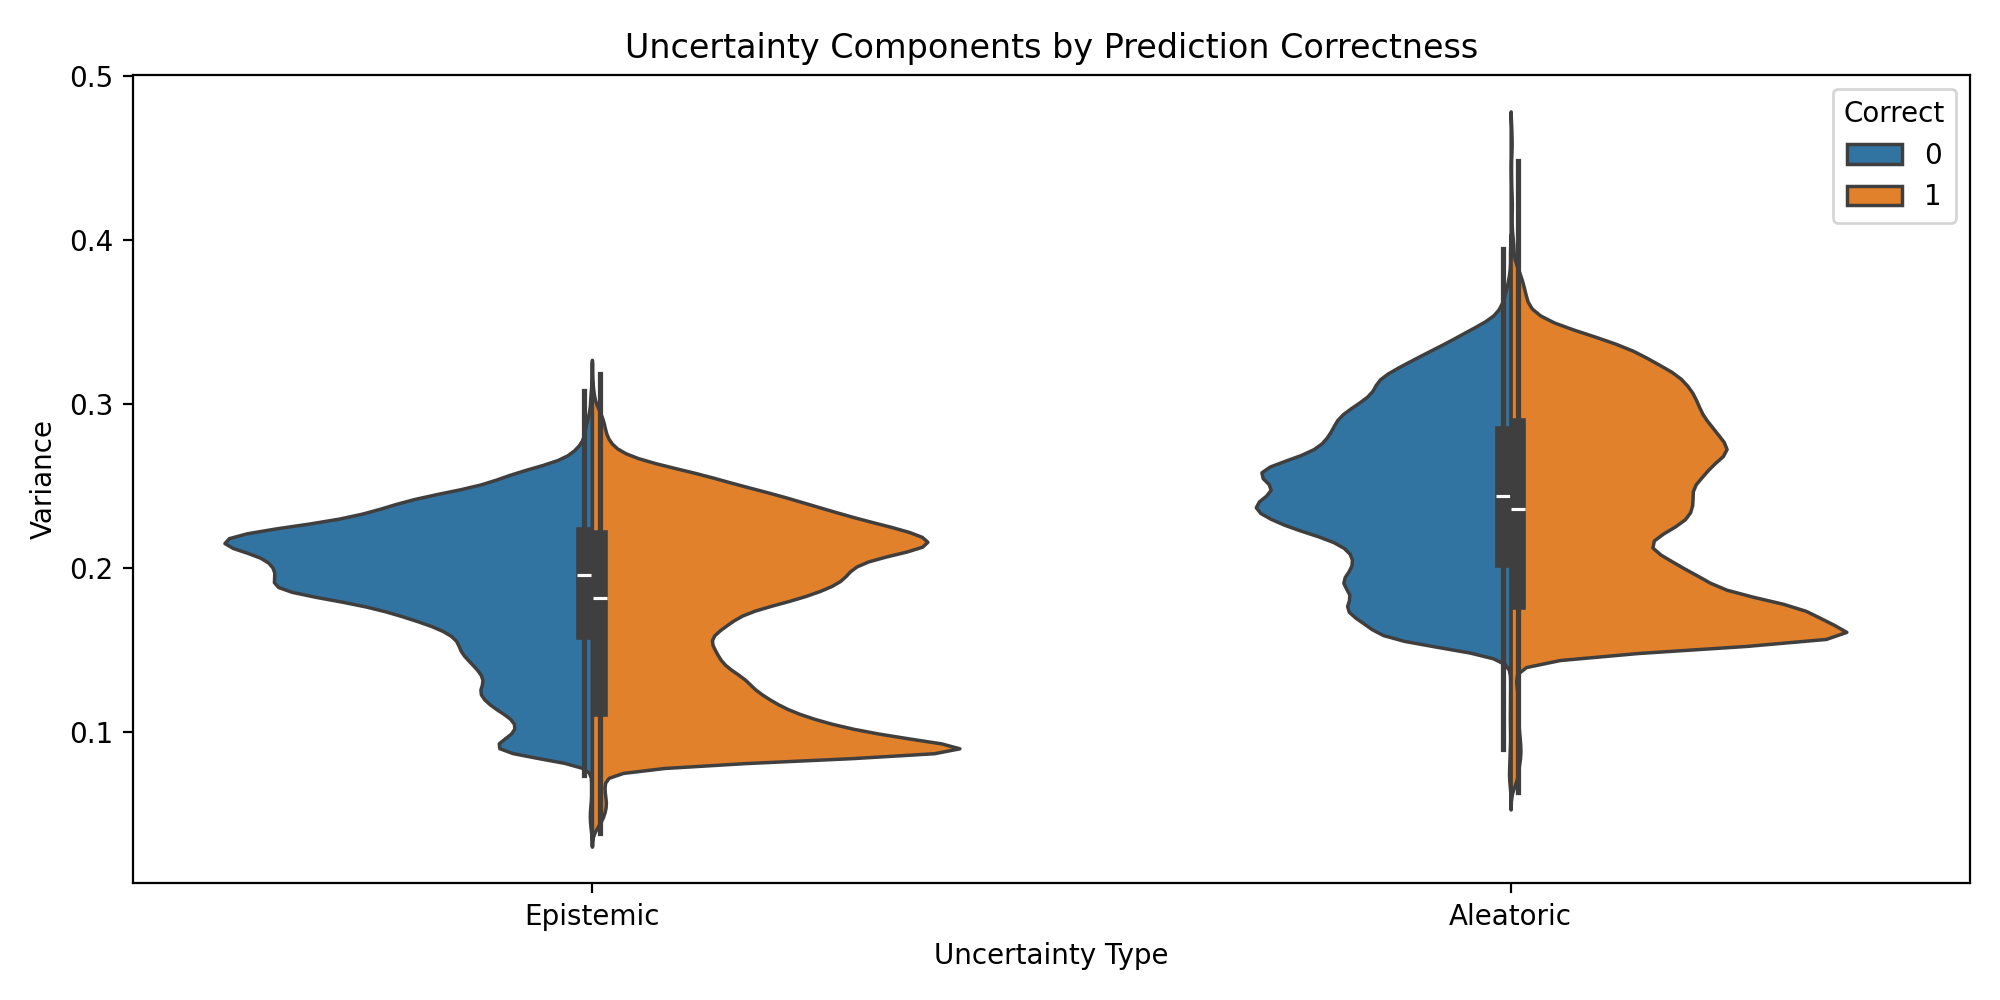 Uncertainty Components by Prediction Correctness
Correct
0
1
Variance
0.5
0.4
0.3
0.2
0.1
Epistemic
Aleatoric
Uncertainty Type